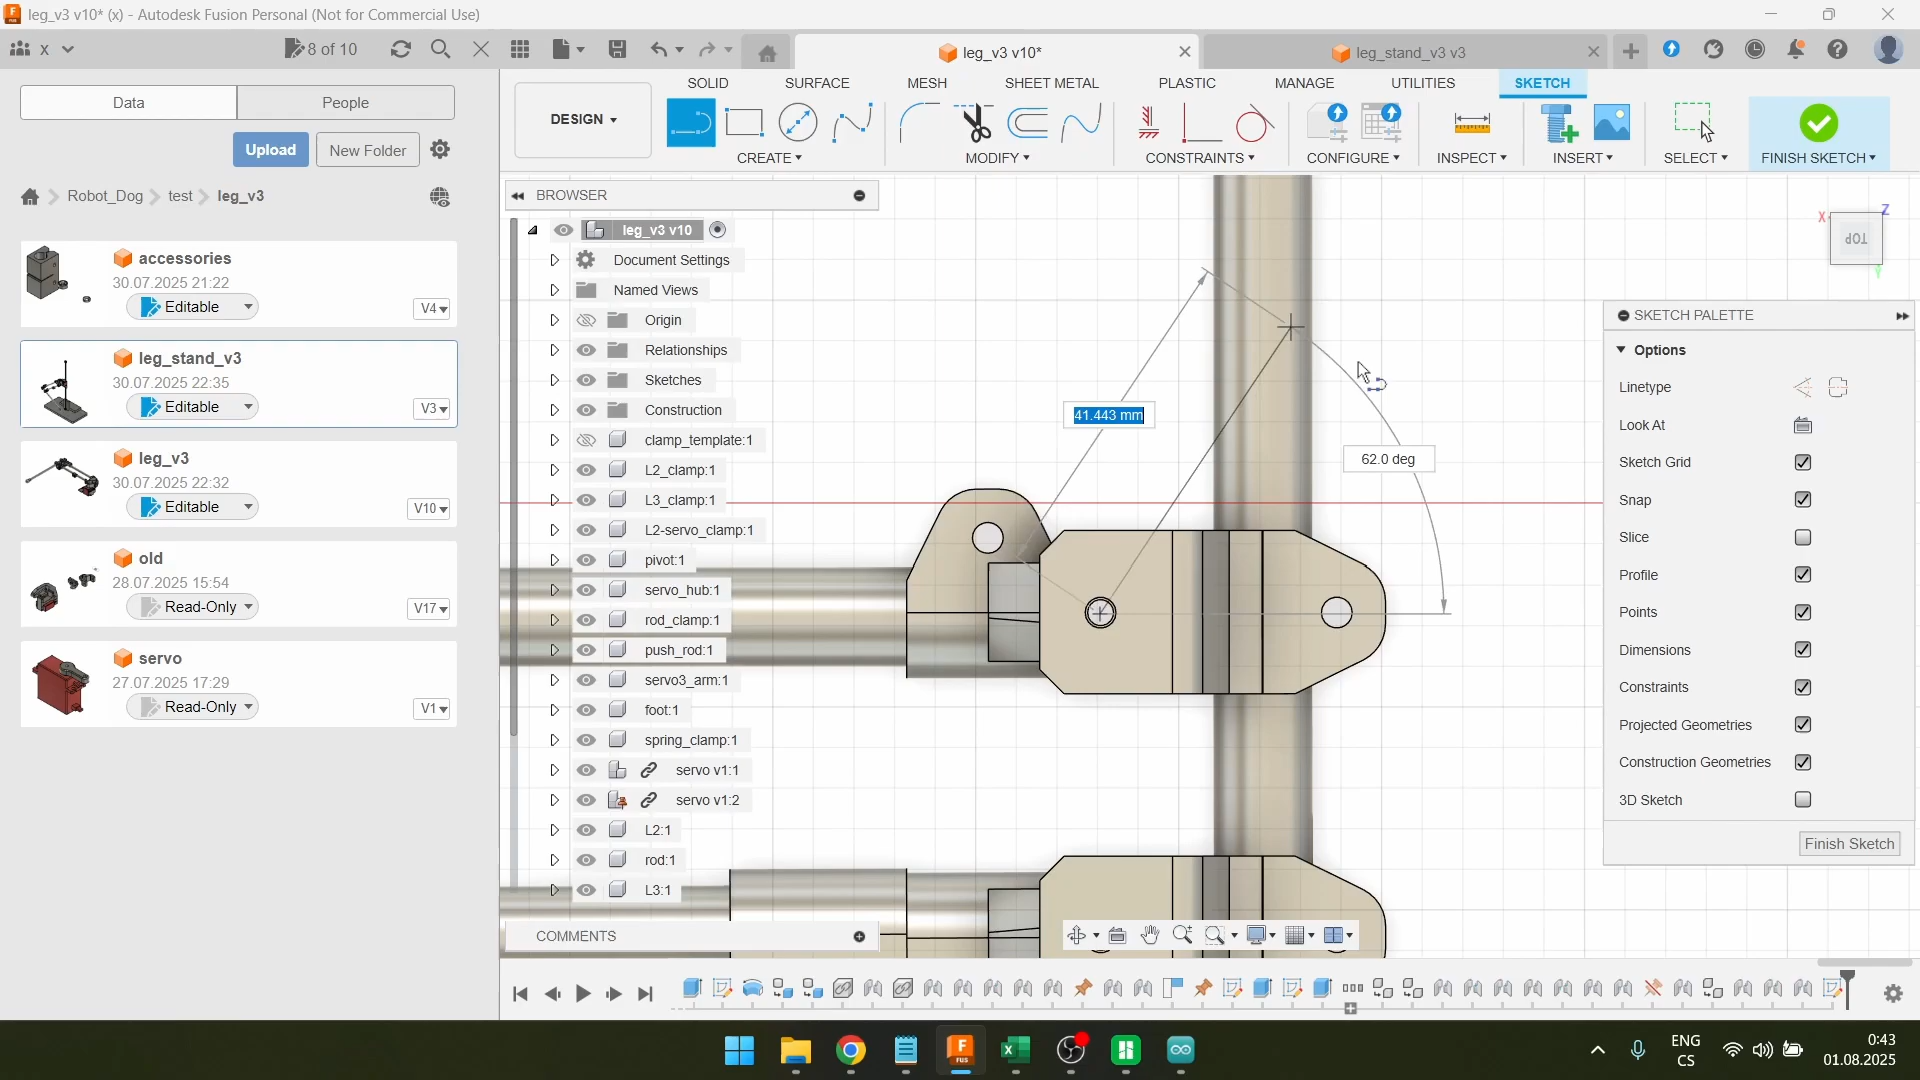 leg_v3 v10* (x) - Autodesk Fusion Personal (Not for Commercial Use)
x
8 of 10
leg_v3 v10*
leg_stand_v3 v3
Data
People
Upload
New Folder
Robot_Dog
test
leg_v3
accessories
30.07.2025 21:22
Editable
V4
leg_stand_v3
30.07.2025 22:35
Editable
V3
leg_v3
30.07.2025 22:32
Editable
V10
old
28.07.2025 15:54
Read-Only
V17
servo
27.07.2025 17:29
Read-Only
V1
DESIGN
SOLID
SURFACE
MESH
SHEET METAL
PLASTIC
MANAGE
UTILITIES
SKETCH
CREATE
MODIFY
CONSTRAINTS
CONFIGURE
INSPECT
INSERT
SELECT
FINISH SKETCH
BROWSER
leg_v3 v10
Document Settings
Named Views
Origin
Relationships
Sketches
Construction
clamp_template:1
L2_clamp:1
L3_clamp:1
L2-servo_clamp:1
pivot:1
servo_hub:1
rod_clamp:1
push_rod:1
servo3_arm:1
foot:1
spring_clamp:1
servo v1:1
servo v1:2
L2:1
rod:1
L3:1
COMMENTS
41.443 mm
62.0 deg
X
Z
TOP
SKETCH PALETTE
Options
Linetype
Look At
Sketch Grid
Snap
Slice
Profile
Points
Dimensions
Constraints
Projected Geometries
Construction Geometries
3D Sketch
Finish Sketch
ENG
CS
0:43
01.08.2025